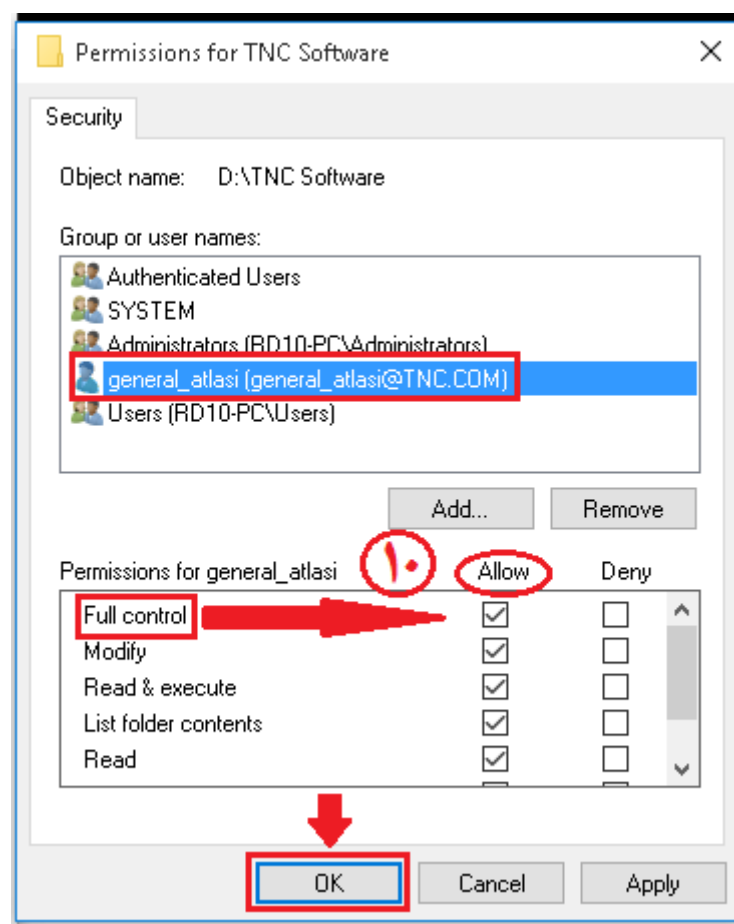 Permissions for TNC Software
Security
Object name: D:\TNC Software
Group or user names:
Authenticated Users
SYSTEM
Administrators (RD10-PC\Administrators)
general_atlasi (general_atlasi@TNC.COM)
Users (RD10-PC\Users)
Add... Remove
Permissions for general_atlasi ۱۰ Allow Deny
Full control
Modify
Read & execute
List folder contents
Read
OK Cancel Apply